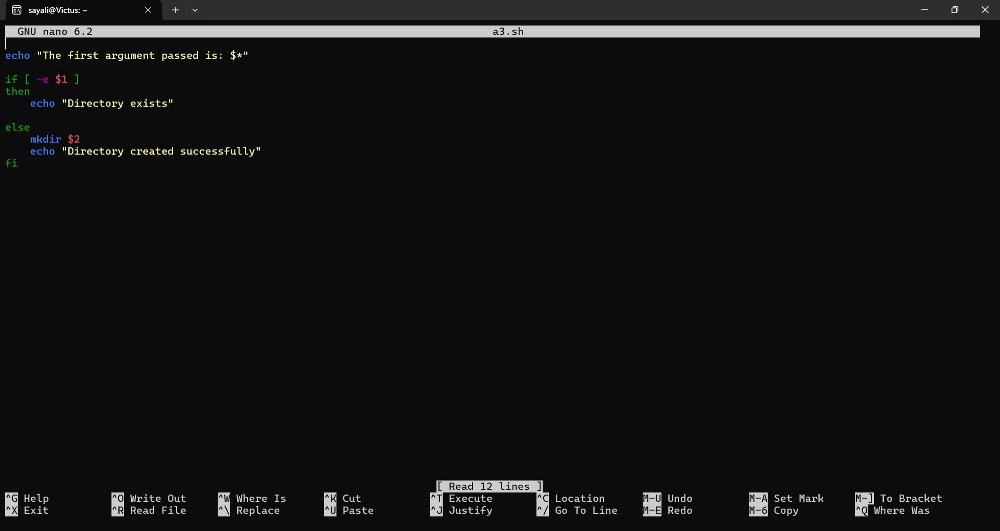 sayali@Victus: ~
GNU nano 6.2 a3.sh
echo "The first argument passed is: $*"
if [ -e $1 ]
then
    echo "Directory exists"
else
    mkdir $2
    echo "Directory created successfully"
fi
[ Read 12 lines ]
^G Help ^O Write Out ^W Where Is ^K Cut ^T Execute ^C Location M-U Undo M-A Set Mark M-] To Bracket
^X Exit ^R Read File ^\ Replace ^U Paste ^J Justify ^/ Go To Line M-E Redo M-6 Copy ^Q Where Was